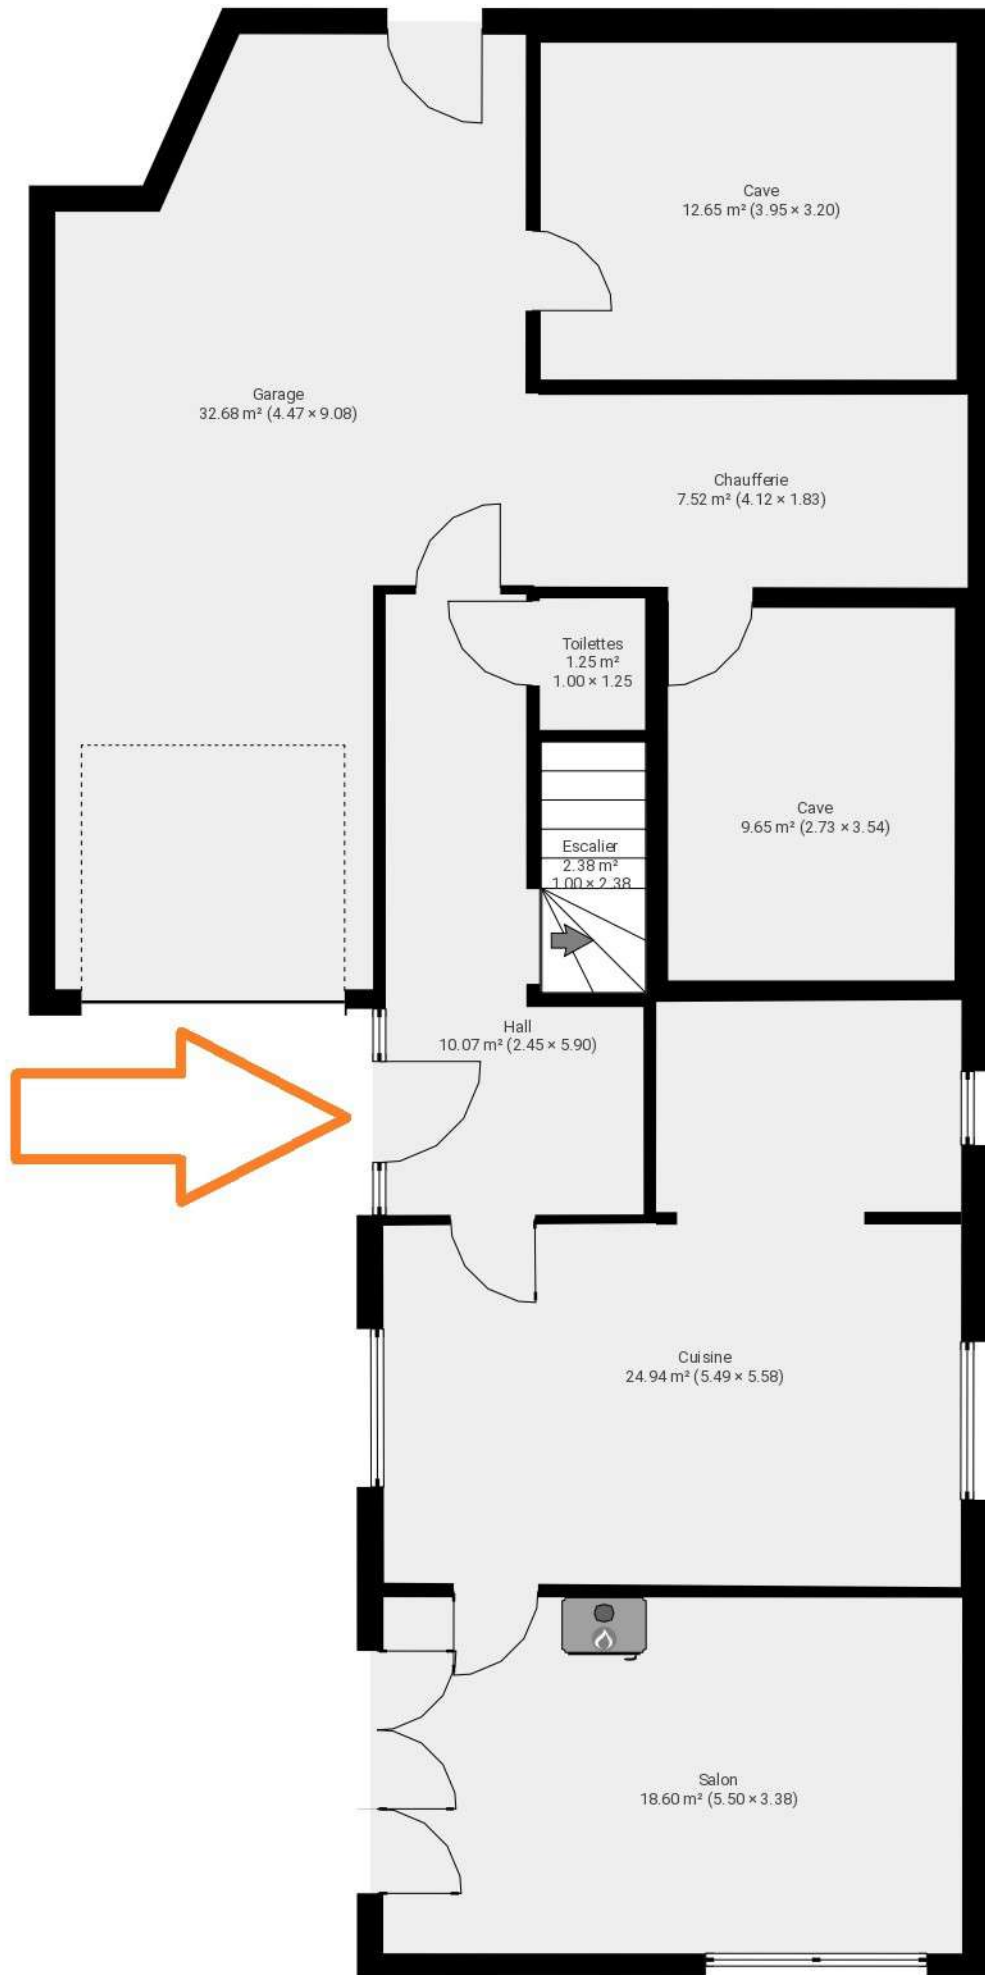 Cave
12.65 m² (3.95 × 3.20)
Garage
32.68 m² (4.47 × 9.08)
Chaufferie
7.52 m² (4.12 × 1.83)
Toilettes
1.25 m²
1.00 × 1.25
Cave
9.65 m² (2.73 × 3.54)
Escalier
2.38 m²
1.00 × 2.38
Hall
10.07 m² (2.45 × 5.90)
Cuisine
24.94 m² (5.49 × 5.58)
Salon
18.60 m² (5.50 × 3.38)